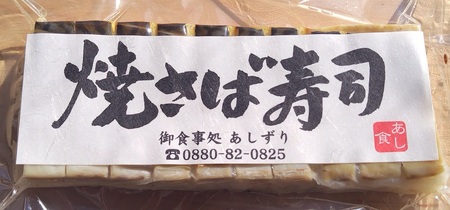 焼さば寿司
御食事処 あしずり
☎0880-82-0825
あし
食